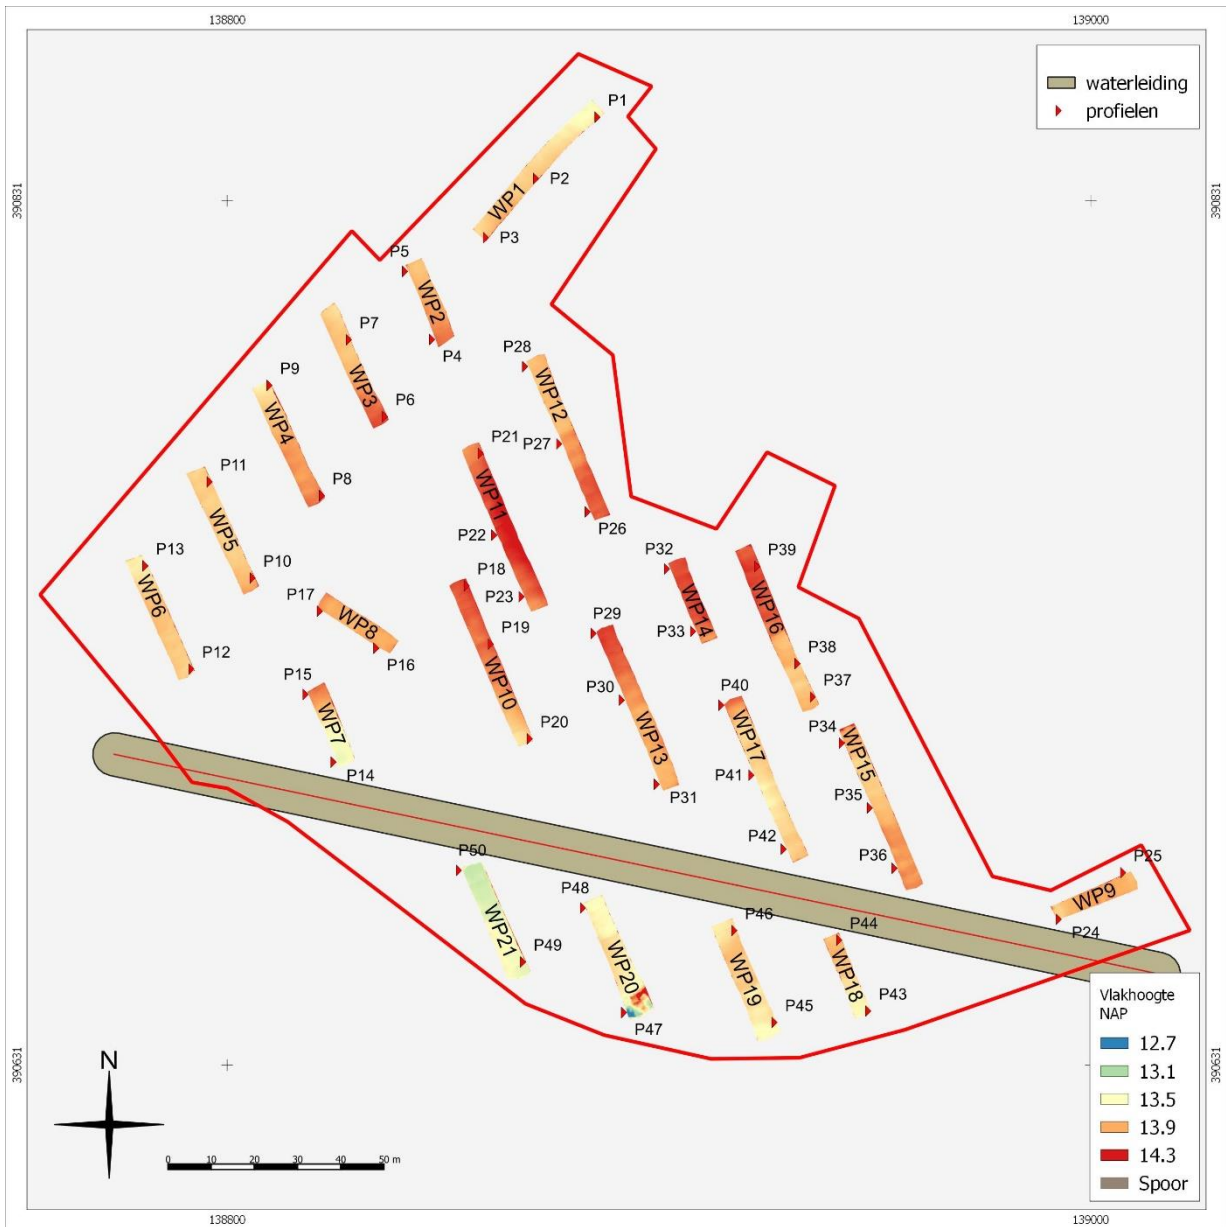 138800
139000
waterleiding
profielen
P1
P2
WP1
P3
390831
390831
P5
WP2
P4
P7
WP3
P6
P28
WP12
P27
P26
P9
WP4
P8
P21
WP11
P22
P23
P11
WP5
P10
P13
WP6
P12
P17
WP8
P16
P18
P19
WP10
P20
P29
P30
WP13
P31
P32
P33
WP14
P39
WP16
P38
P37
P15
WP7
P14
P40
WP17
P41
P42
P34
WP15
P35
P36
P25
WP9
P24
P50
WP21
P49
P48
WP20
P47
P46
WP19
P45
P44
WP18
P43
390631
390631
N
0 10 20 30 40 50 m
Vlakhoogte
NAP
12.7
13.1
13.5
13.9
14.3
Spoor
138800
139000